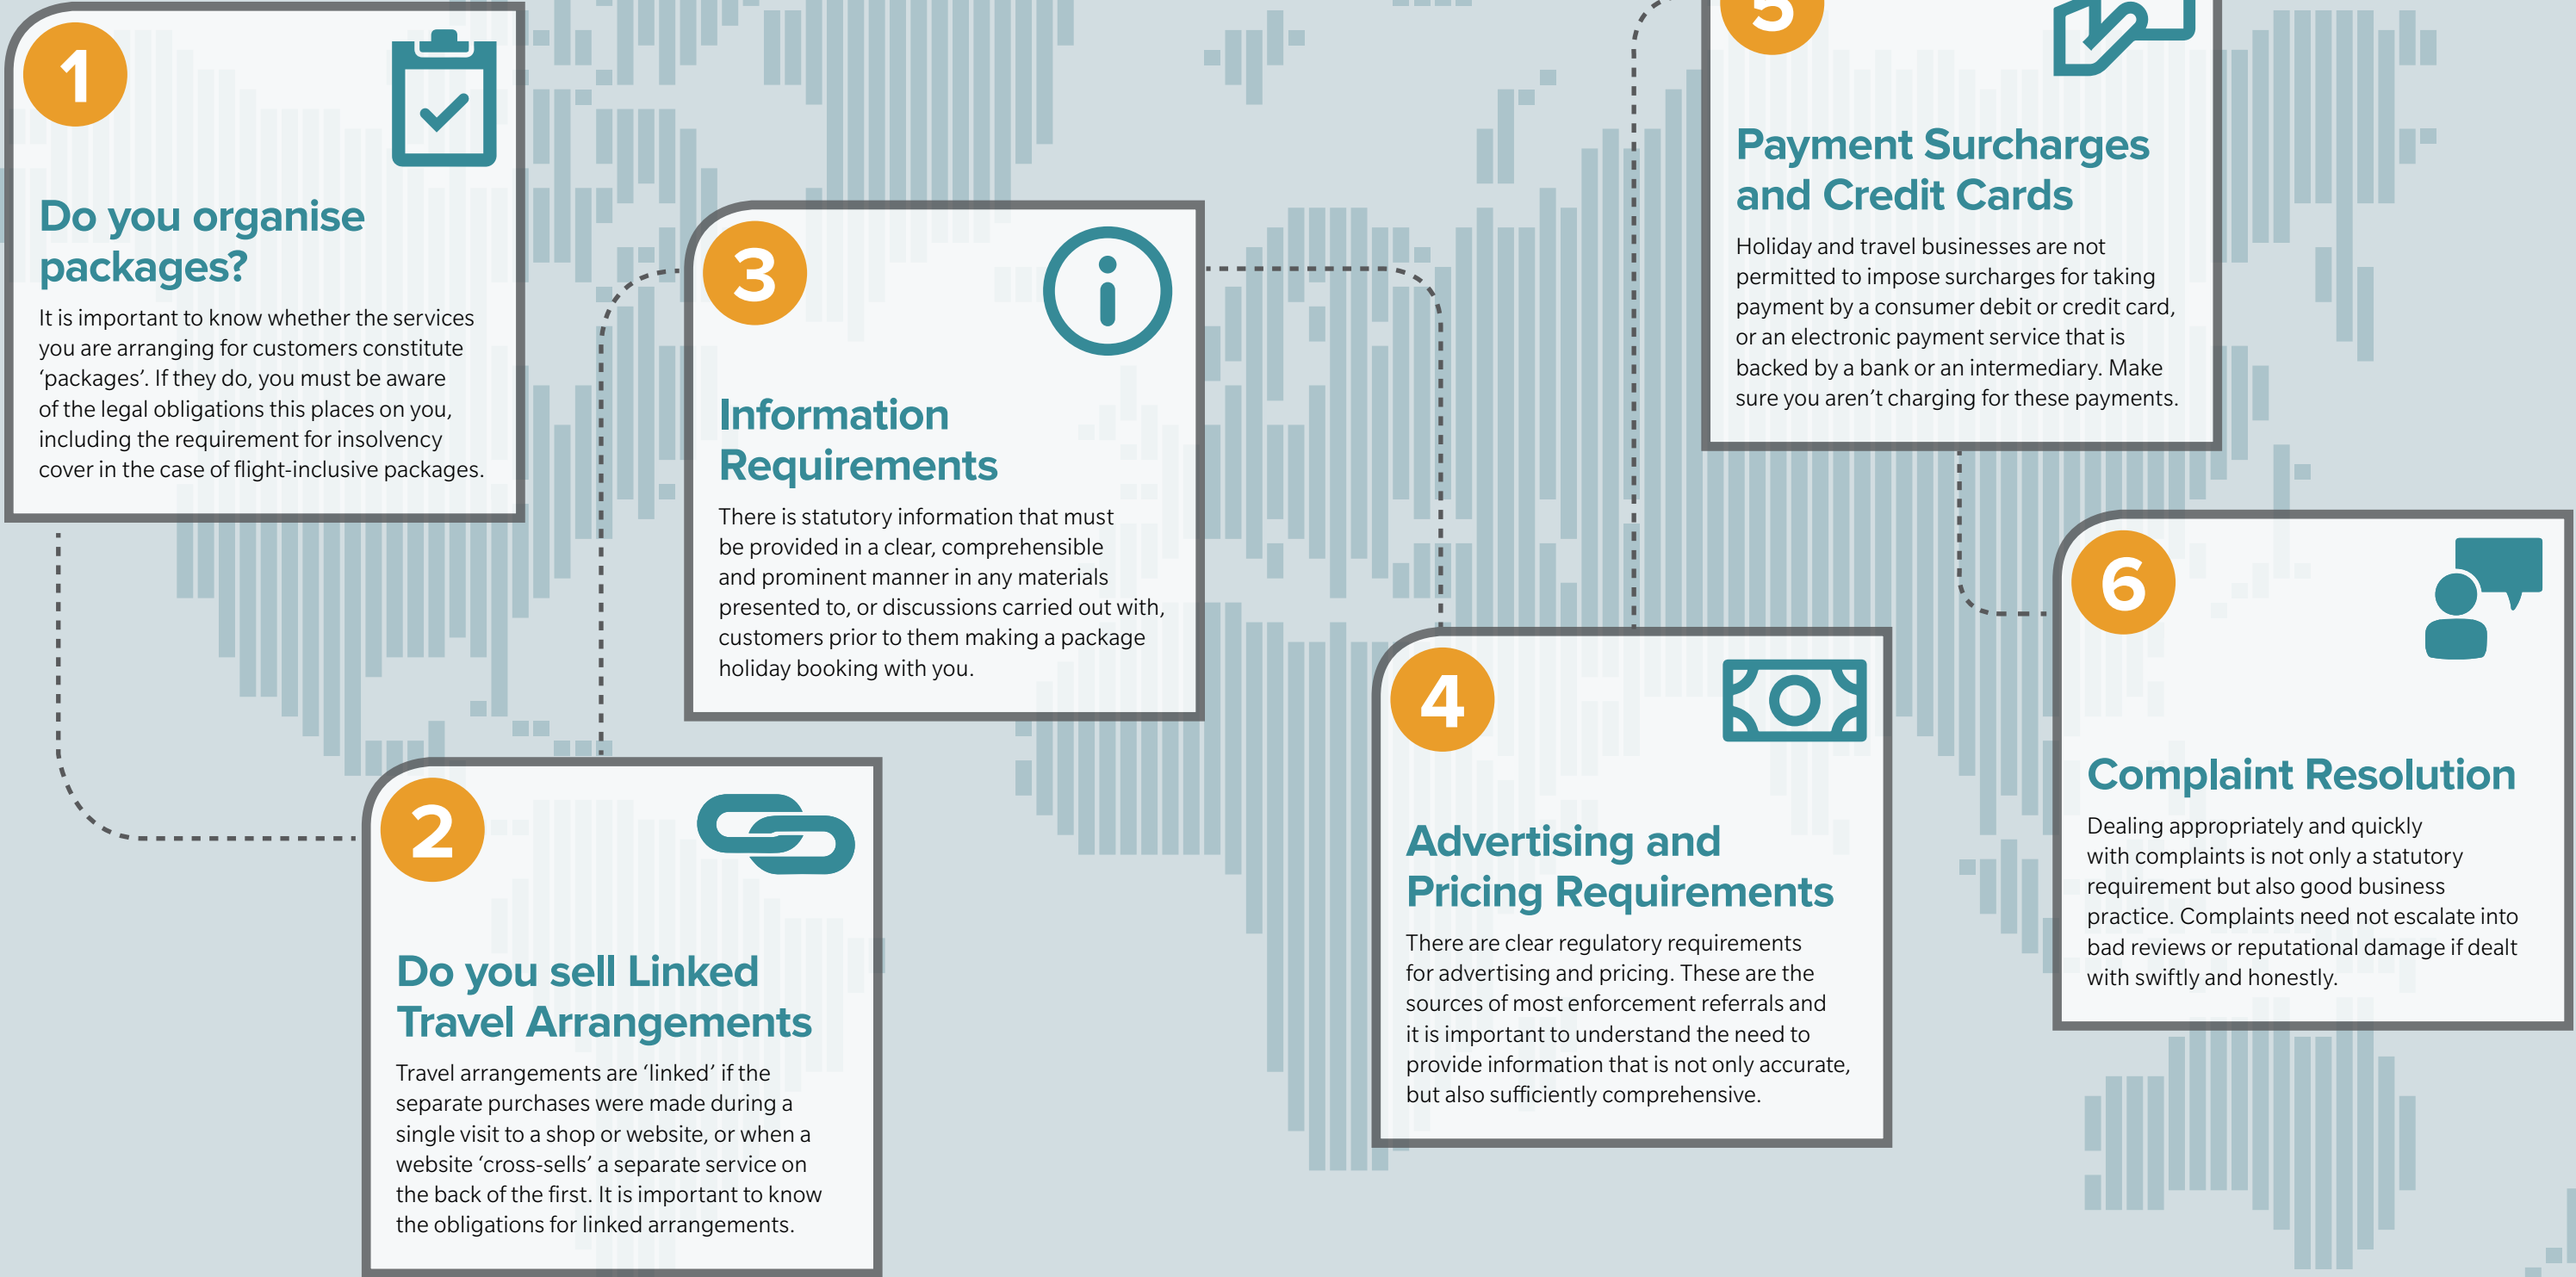 1
Do you organise
packages?
It is important to know whether the services
you are arranging for customers constitute
‘packages’. If they do, you must be aware
of the legal obligations this places on you,
including the requirement for insolvency
cover in the case of flight-inclusive packages.
2
Do you sell Linked
Travel Arrangements
Travel arrangements are ‘linked’ if the
separate purchases were made during a
single visit to a shop or website, or when a
website ‘cross-sells’ a separate service on
the back of the first. It is important to know
the obligations for linked arrangements.
3
Information
Requirements
There is statutory information that must
be provided in a clear, comprehensible
and prominent manner in any materials
presented to, or discussions carried out with,
customers prior to them making a package
holiday booking with you.
4
Advertising and
Pricing Requirements
There are clear regulatory requirements
for advertising and pricing. These are the
sources of most enforcement referrals and
it is important to understand the need to
provide information that is not only accurate,
but also sufficiently comprehensive.
5
Payment Surcharges
and Credit Cards
Holiday and travel businesses are not
permitted to impose surcharges for taking
payment by a consumer debit or credit card,
or an electronic payment service that is
backed by a bank or an intermediary. Make
sure you aren’t charging for these payments.
6
Complaint Resolution
Dealing appropriately and quickly
with complaints is not only a statutory
requirement but also good business
practice. Complaints need not escalate into
bad reviews or reputational damage if dealt
with swiftly and honestly.